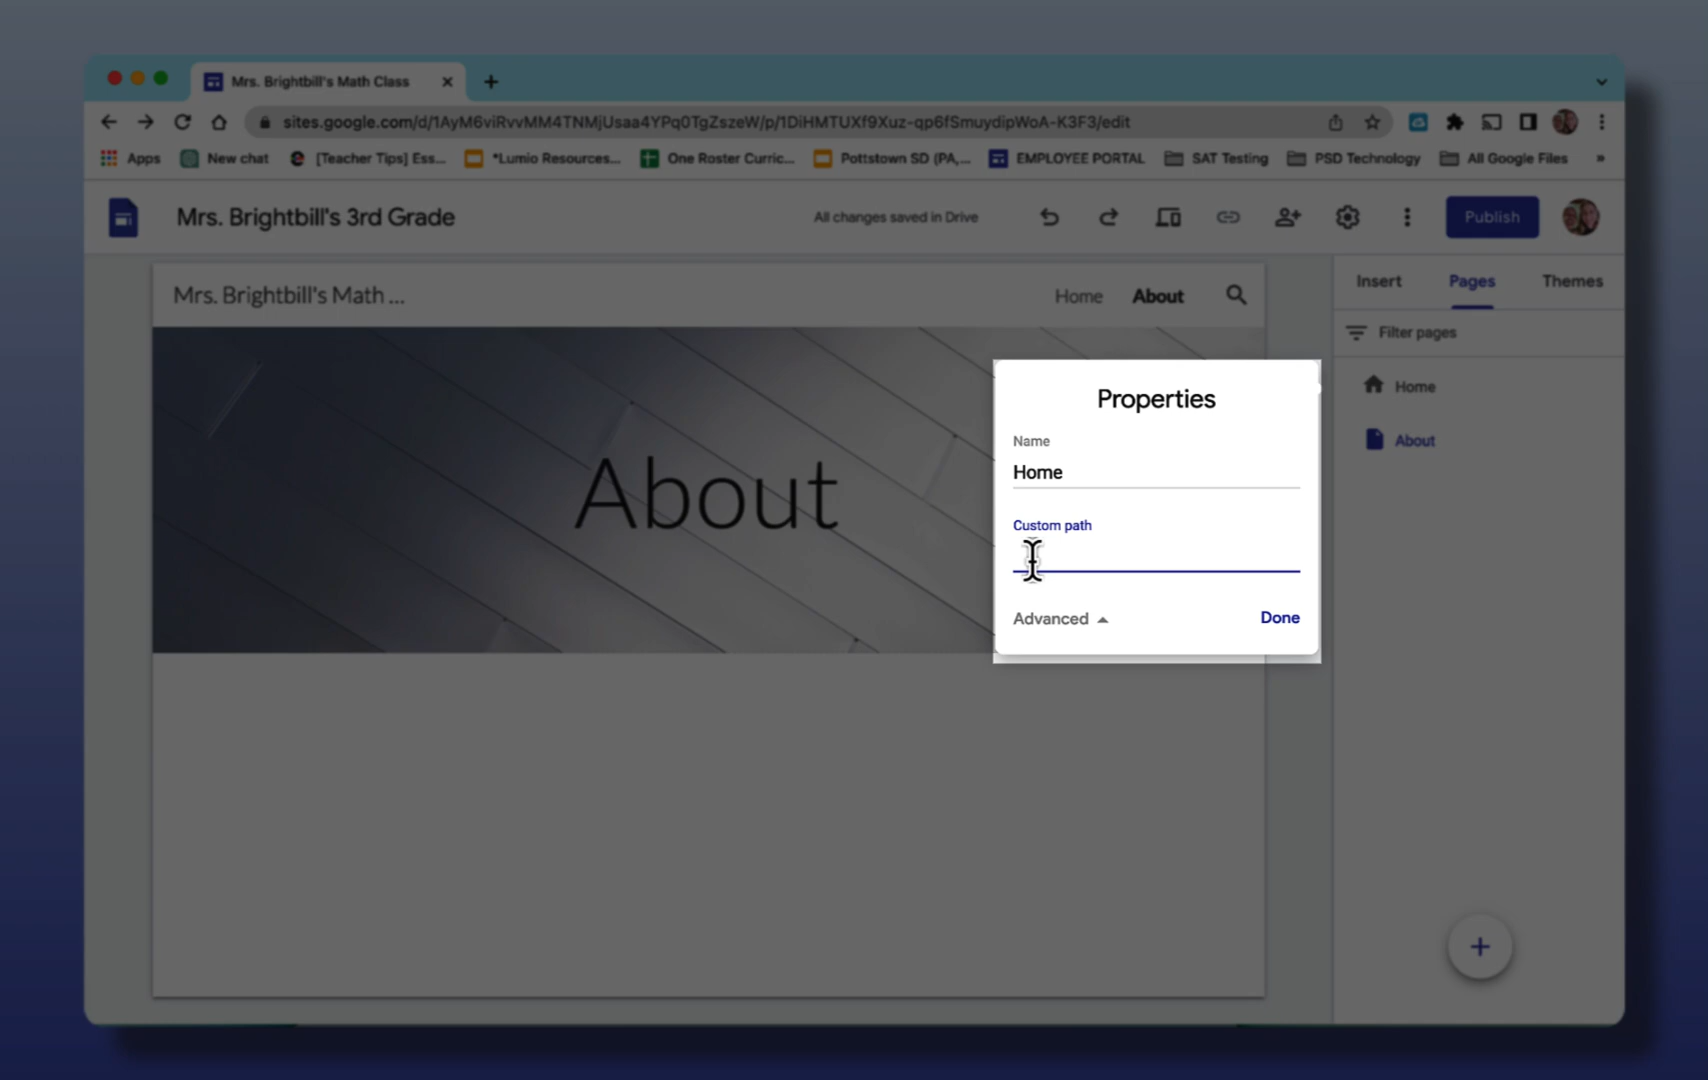 Mrs. Brightbill's Math Class
sites.google.com/d/1AyM6viRvvMM4TNMjUsaa4YPq0TgZszeW/p/1DiHMTUXf9Xuz-qp6fSmuydipWoA-K3F3/edit
Apps New chat [Teacher Tips] Ess... *Lumio Resources... One Roster Curric... Pottstown SD (PA,... EMPLOYEE PORTAL SAT Testing PSD Technology All Google Files »
Mrs. Brightbill's 3rd Grade All changes saved in Drive Publish
Insert Pages Themes
Mrs. Brightbill's Math ... Home About
Filter pages
Home
About
About
Properties
Name
Home
Custom path
Advanced Done